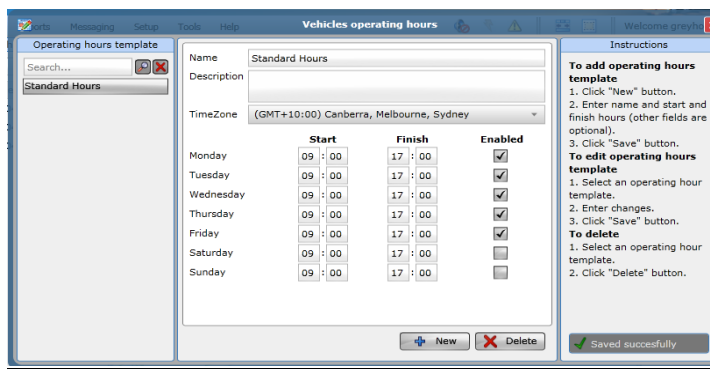 orts Messaging Setup Tools Help Vehicles operating hours Welcome greyho
Operating hours template
Search...
Standard Hours
Name Standard Hours
Description
TimeZone (GMT+10:00) Canberra, Melbourne, Sydney
Start Finish Enabled
Monday 09 : 00 17 : 00
Tuesday 09 : 00 17 : 00
Wednesday 09 : 00 17 : 00
Thursday 09 : 00 17 : 00
Friday 09 : 00 17 : 00
Saturday 09 : 00 17 : 00
Sunday 09 : 00 17 : 00
New Delete
Instructions
To add operating hours
template
1. Click "New" button.
2. Enter name and start and
finish hours (other fields are
optional).
3. Click "Save" button.
To edit operating hours
template
1. Select an operating hour
template.
2. Enter changes.
3. Click "Save" button.
To delete
1. Select an operating hour
template.
2. Click "Delete" button.
Saved succesfully